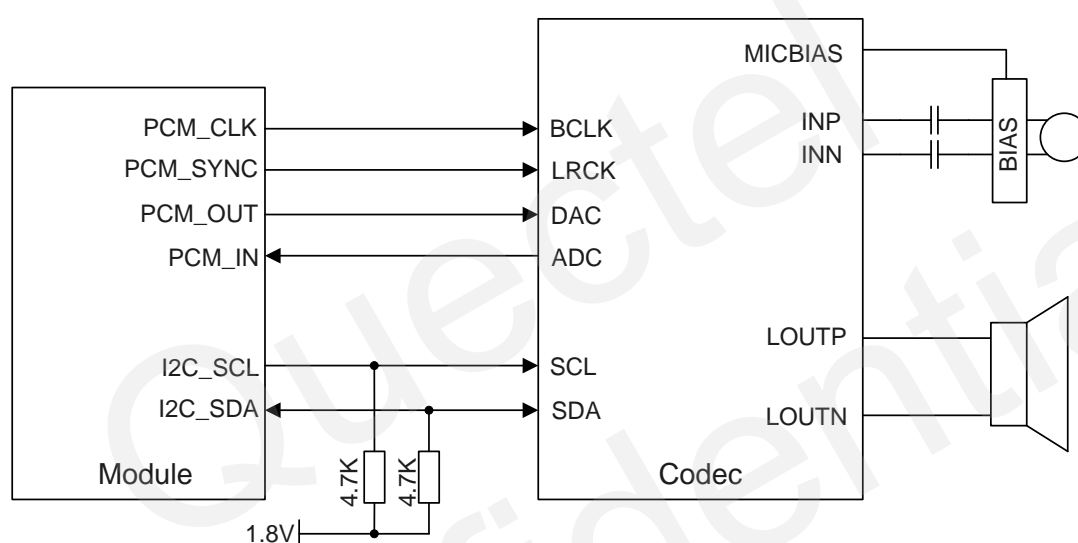 MICBIAS
PCM_CLK
BCLK
INP
PCM_SYNC
LRCK
INN
BIAS
PCM_OUT
DAC
PCM_IN
ADC
LOUTP
I2C_SCL
SCL
I2C_SDA
SDA
LOUTN
Module
4.7K
4.7K
Codec
1.8V
Quectel